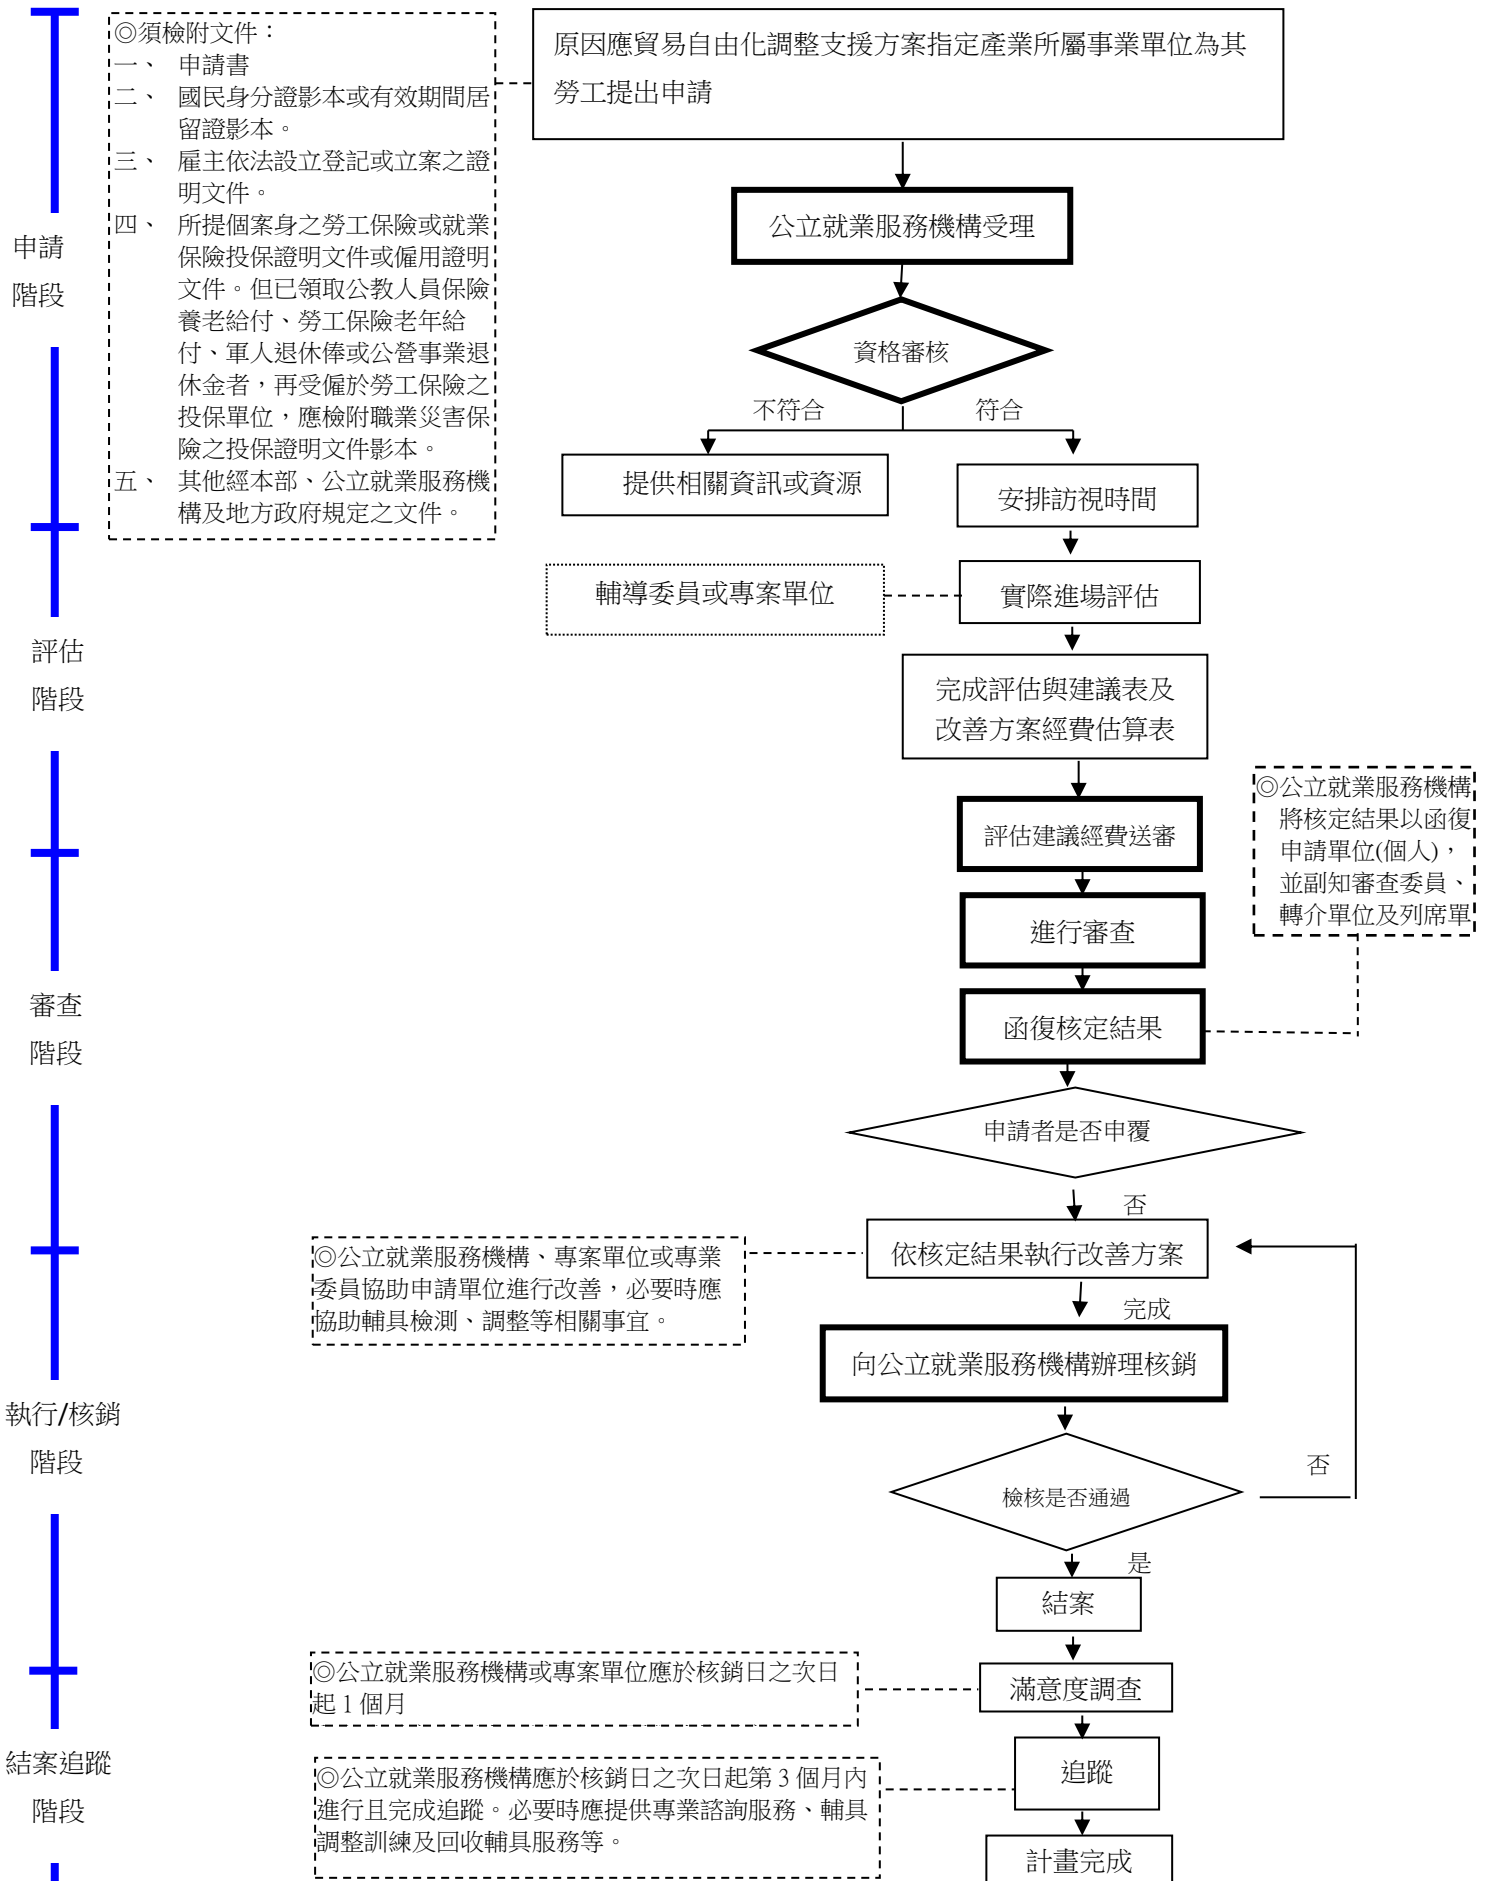 ◎須檢附文件：
一、 申請書
二、 國民身分證影本或有效期間居
留證影本。
三、 雇主依法設立登記或立案之證
明文件。
四、 所提個案身之勞工保險或就業
保險投保證明文件或僱用證明
文件。但已領取公教人員保險
養老給付、勞工保險老年給
付、軍人退休俸或公營事業退
休金者，再受僱於勞工保險之
投保單位，應檢附職業災害保
險之投保證明文件影本。
五、 其他經本部、公立就業服務機
構及地方政府規定之文件。
原因應貿易自由化調整支援方案指定產業所屬事業單位為其
勞工提出申請
公立就業服務機構受理
申請
階段
資格審核
不符合
符合
提供相關資訊或資源
安排訪視時間
輔導委員或專案單位
實際進場評估
評估
階段
完成評估與建議表及
改善方案經費估算表
評估建議經費送審
◎公立就業服務機構
將核定結果以函復
申請單位(個人)，
並副知審查委員、
轉介單位及列席單
進行審查
審查
階段
函復核定結果
申請者是否申覆
否
依核定結果執行改善方案
◎公立就業服務機構、專案單位或專業
委員協助申請單位進行改善，必要時應
協助輔具檢測、調整等相關事宜。
完成
向公立就業服務機構辦理核銷
執行/核銷
階段
檢核是否通過
否
是
結案
◎公立就業服務機構或專案單位應於核銷日之次日
起 1 個月
滿意度調查
結案追蹤
階段
◎公立就業服務機構應於核銷日之次日起第 3 個月內
進行且完成追蹤。必要時應提供專業諮詢服務、輔具
調整訓練及回收輔具服務等。
追蹤
計畫完成